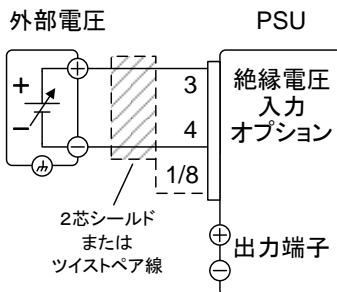 外部電圧
PSU
+
−
+
−
3
4
1/8
絶縁電圧
入力
オプション
2芯シールド
または
ツイストペア線
+
−
出力端子